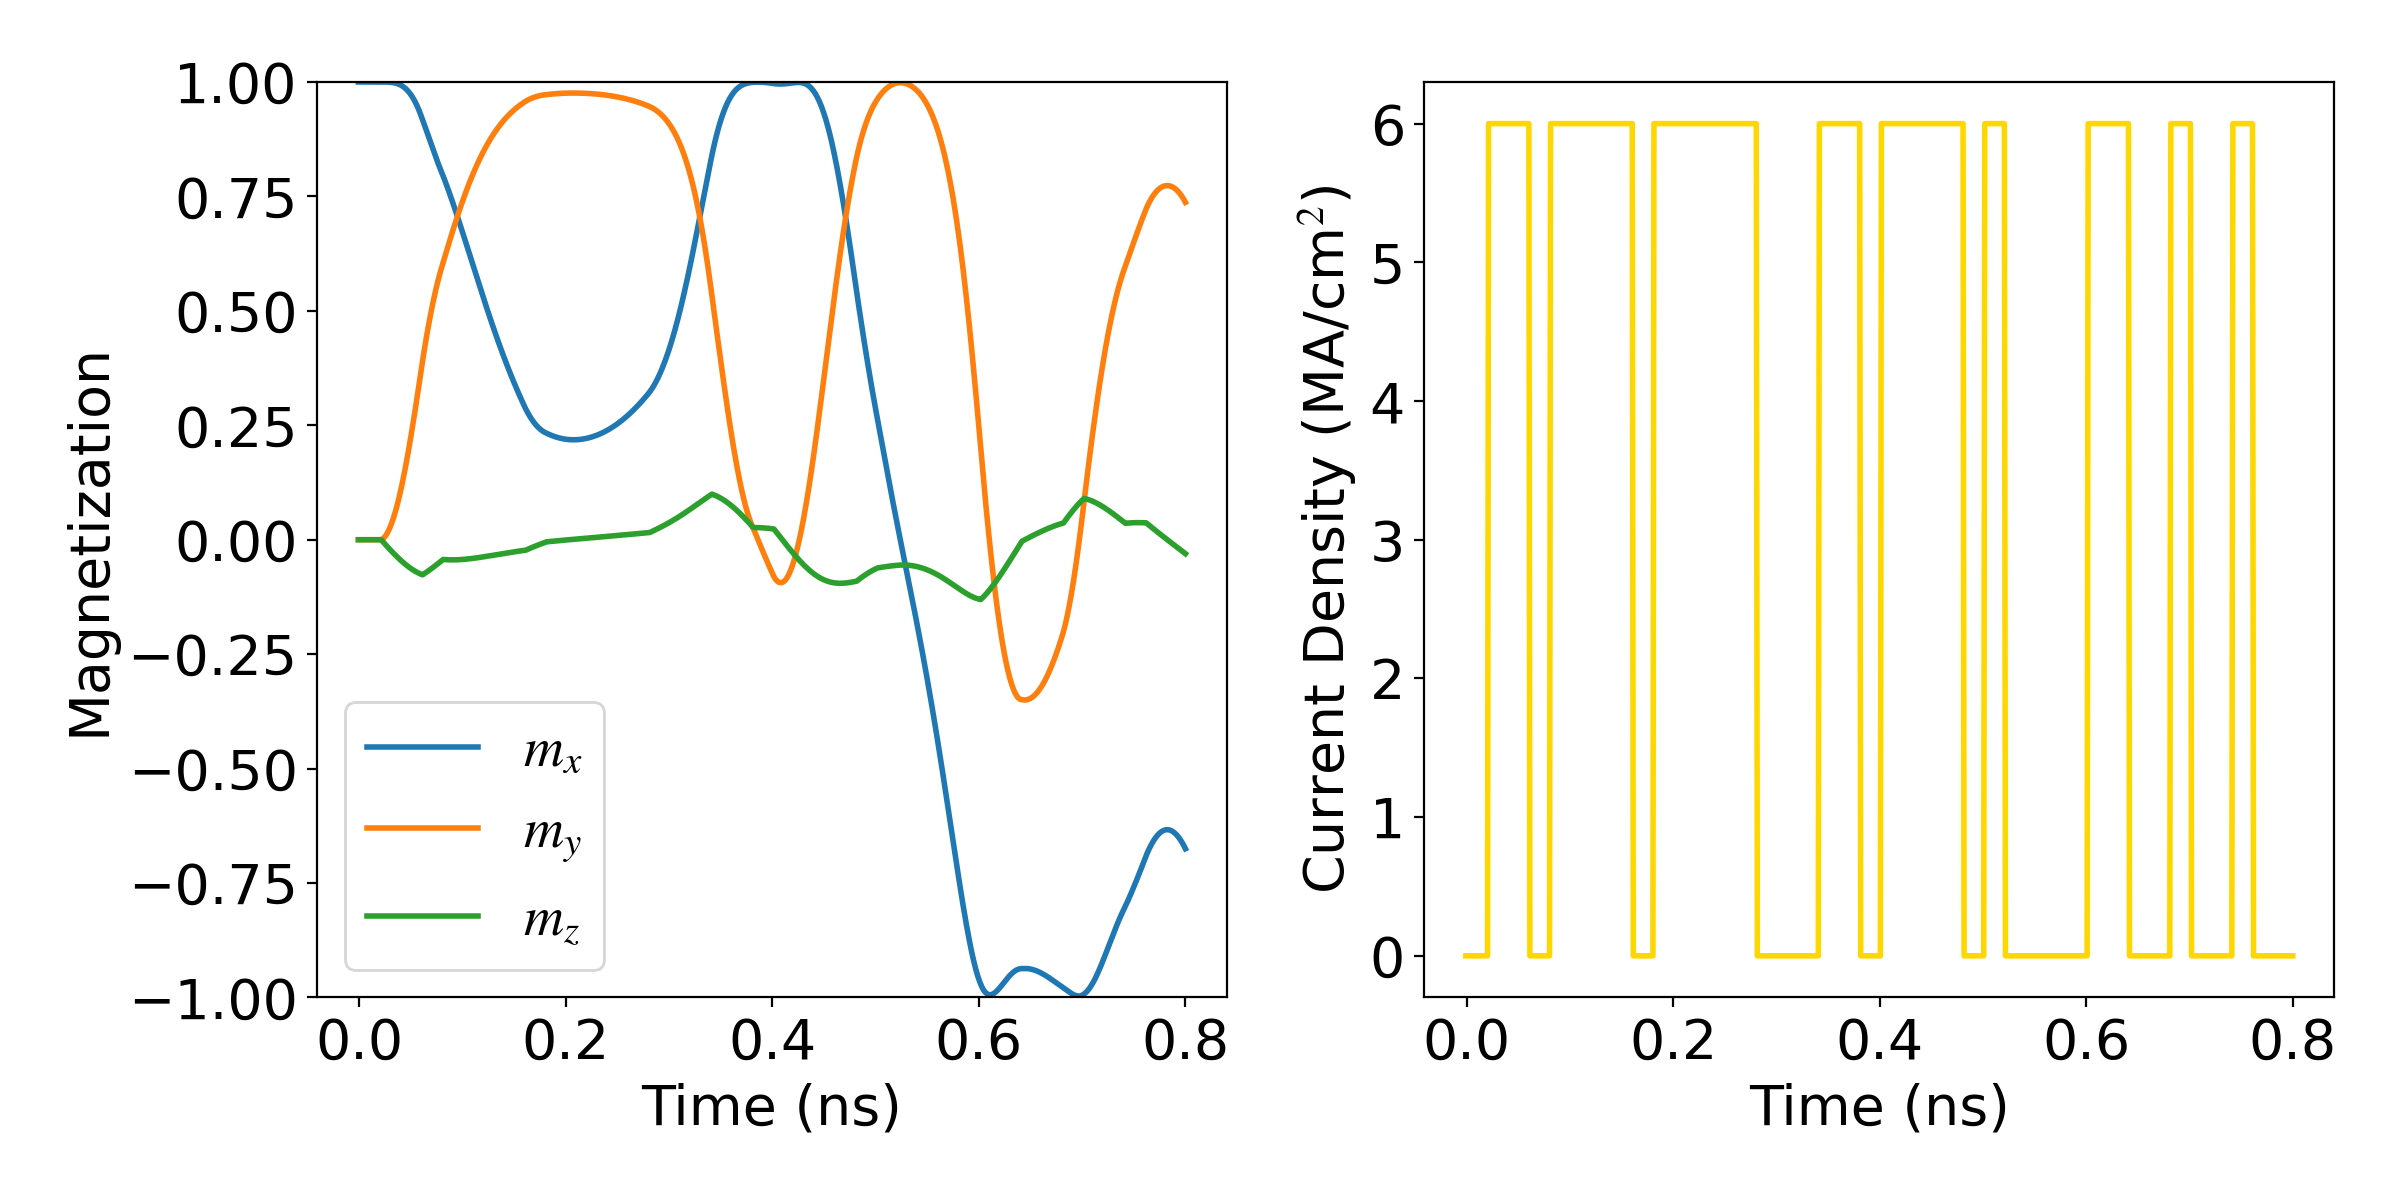 1.00
0.75
0.50
0.25
0.00
−0.25
−0.50
−0.75
−1.00
Magnetization
m_x
m_y
m_z
0.0 0.2 0.4 0.6 0.8
Time (ns)
6
5
4
3
2
1
0
Current Density (MA/cm²)
0.0 0.2 0.4 0.6 0.8
Time (ns)